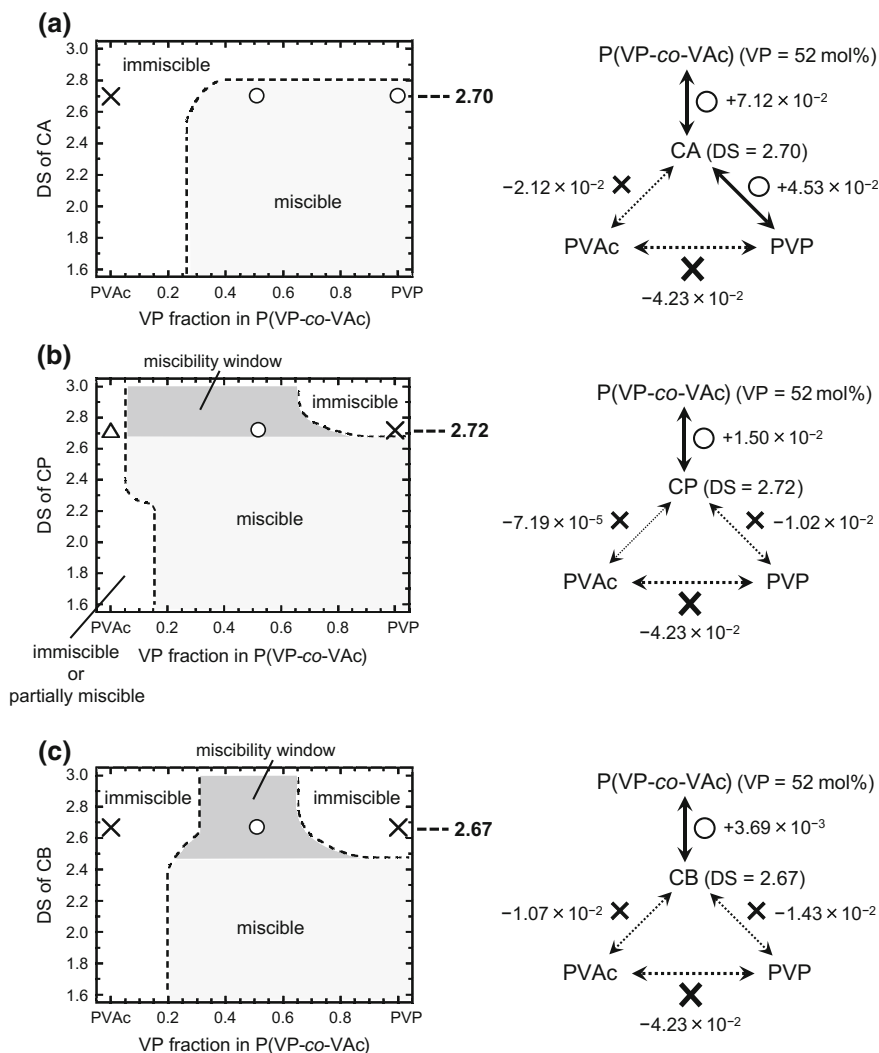 (a)
3.0
2.8
2.6
2.4
2.2
2.0
1.8
1.6
DS of CA
immiscible
miscible
2.70
PVAc 0.2 0.4 0.6 0.8 PVP
VP fraction in P(VP-co-VAc)
P(VP-co-VAc) (VP = 52 mol%)
+7.12 × 10⁻²
CA (DS = 2.70)
−2.12 × 10⁻²
+4.53 × 10⁻²
PVAc
PVP
−4.23 × 10⁻²
(b)
miscibility window
3.0
2.8
2.6
2.4
2.2
2.0
1.8
1.6
DS of CP
immiscible
miscible
2.72
PVAc 0.2 0.4 0.6 0.8 PVP
VP fraction in P(VP-co-VAc)
immiscible
or
partially miscible
P(VP-co-VAc) (VP = 52 mol%)
+1.50 × 10⁻²
CP (DS = 2.72)
−7.19 × 10⁻⁵
−1.02 × 10⁻²
PVAc
PVP
−4.23 × 10⁻²
(c)
miscibility window
3.0
2.8
2.6
2.4
2.2
2.0
1.8
1.6
DS of CB
immiscible
immiscible
miscible
2.67
PVAc 0.2 0.4 0.6 0.8 PVP
VP fraction in P(VP-co-VAc)
P(VP-co-VAc) (VP = 52 mol%)
+3.69 × 10⁻³
CB (DS = 2.67)
−1.07 × 10⁻²
−1.43 × 10⁻²
PVAc
PVP
−4.23 × 10⁻²